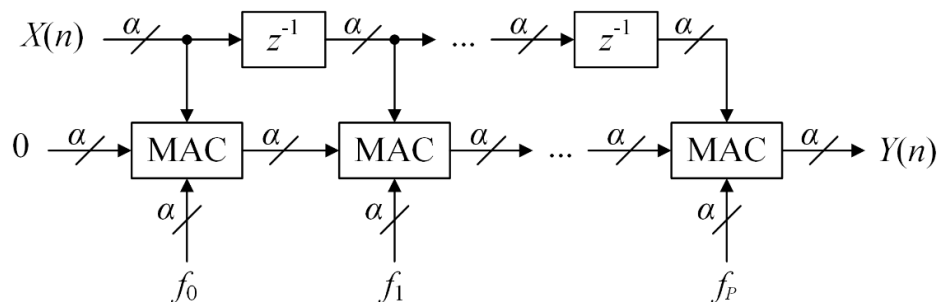 X(n) α z⁻¹ α ... α z⁻¹ α
0 α MAC α MAC α ... α MAC α Y(n)
α α α
f₀ f₁ f_P